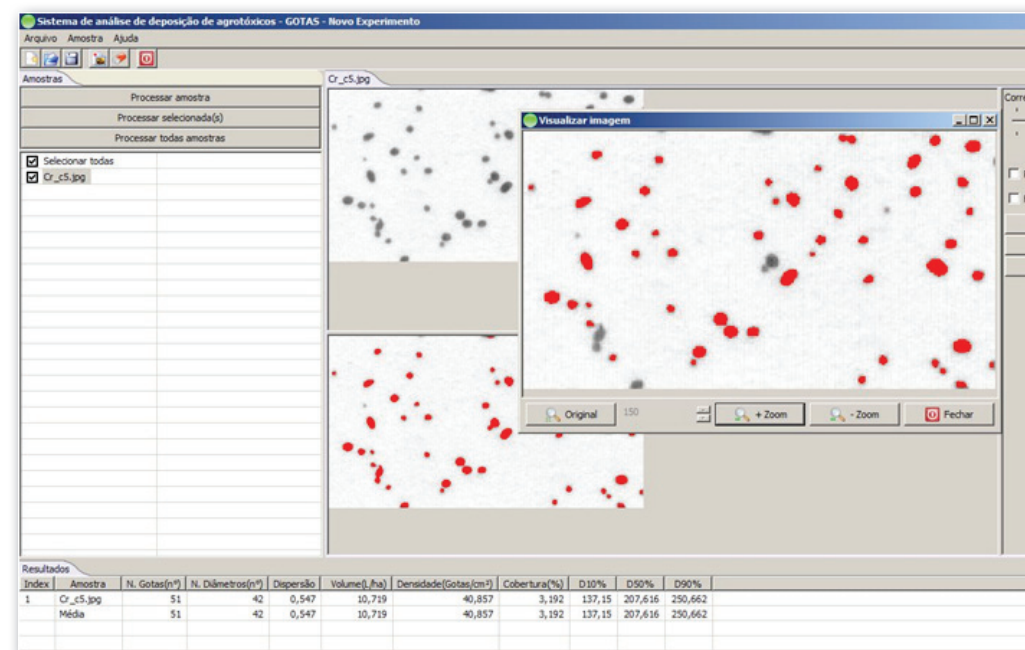 Sistema de análise de deposição de agrotóxicos - GOTAS - Novo Experimento
Arquivo Amostra Ajuda
Amostras
Processar amostra
Processar selecionada(s)
Processar todas amostras
Selecionar todas
Cr_c5.jpg
Cr_c5.jpg
Visualizar imagem
Original 150 + Zoom - Zoom Fechar
Resultados
Index Amostra N. Gotas(nº) N. Diâmetros(nº) Dispersão Volume(L/ha) Densidade(Gotas/cm²) Cobertura(%) D10% D50% D90%
1 Cr_c5.jpg 51 42 0,547 10,719 40,857 3,192 137,15 207,616 250,662
Média 51 42 0,547 10,719 40,857 3,192 137,15 207,616 250,662